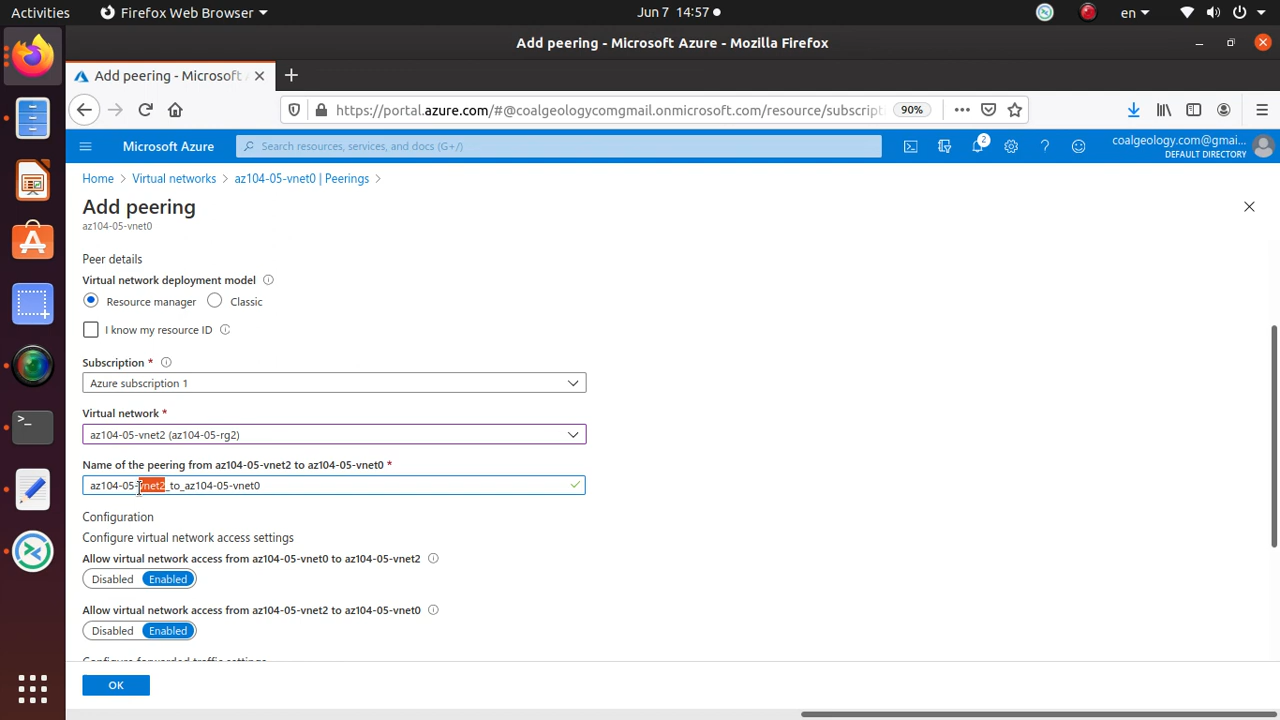 Activities
Firefox Web Browser
Jun 7 14:57
en
Add peering - Microsoft Azure - Mozilla Firefox
Add peering - Microsoft
https://portal.azure.com/#@coalgeologycomgmail.onmicrosoft.com/resource/subscript
90%
Microsoft Azure
Search resources, services, and docs (G+/)
2
coalgeology.com@gmai...
DEFAULT DIRECTORY
Home > Virtual networks > az104-05-vnet0 | Peerings >
Add peering
az104-05-vnet0
Peer details
Virtual network deployment model
Resource manager
Classic
I know my resource ID
Subscription *
Azure subscription 1
Virtual network *
az104-05-vnet2 (az104-05-rg2)
Name of the peering from az104-05-vnet2 to az104-05-vnet0 *
az104-05-vnet2_to_az104-05-vnet0
Configuration
Configure virtual network access settings
Allow virtual network access from az104-05-vnet0 to az104-05-vnet2
Disabled Enabled
Allow virtual network access from az104-05-vnet2 to az104-05-vnet0
Disabled Enabled
Configure forwarded traffic settings
OK